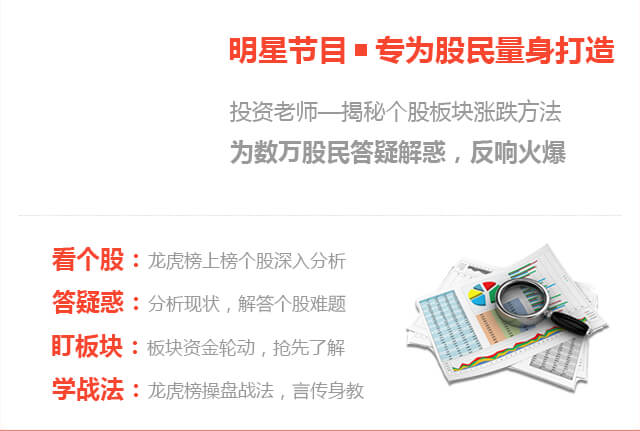 明星节目■专为股民量身打造
投资老师—揭秘个股板块涨跌方法
为数万股民答疑解惑，反响火爆
看个股：龙虎榜上榜个股深入分析
答疑惑：分析现状，解答个股难题
盯板块：板块资金轮动，抢先了解
学战法：龙虎榜操盘战法，言传身教